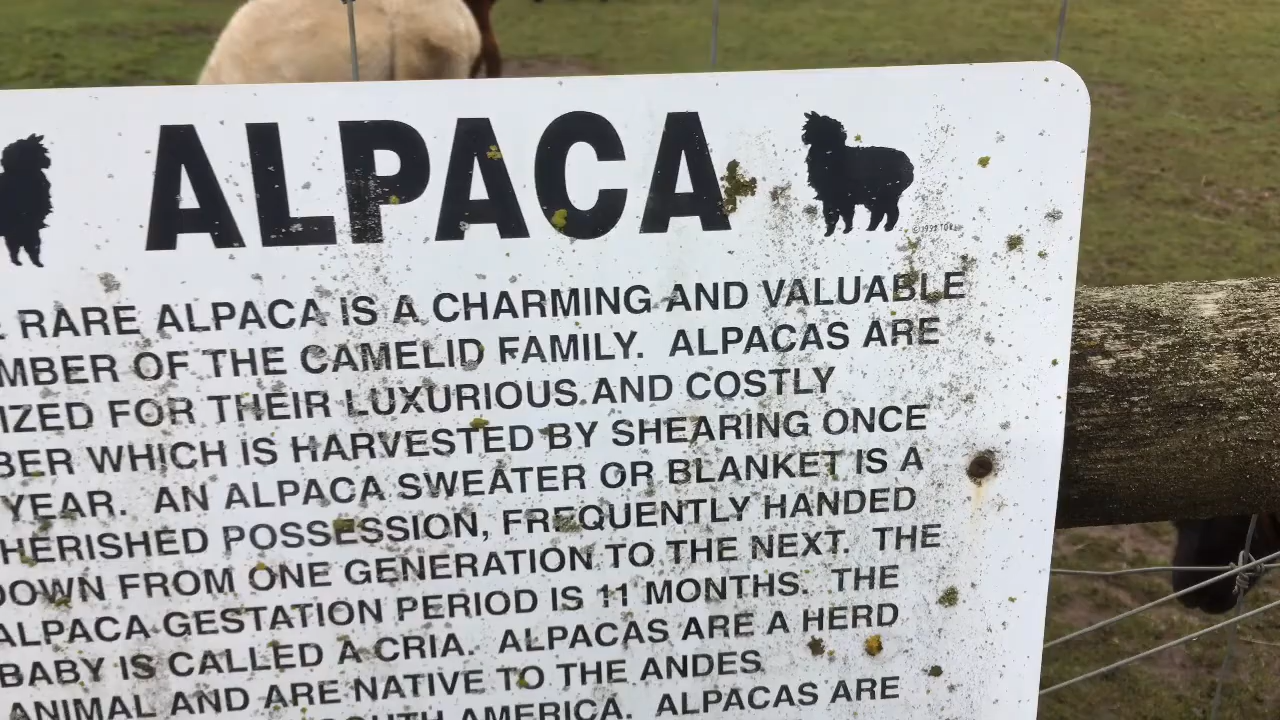 ALPACA
RARE ALPACA IS A CHARMING AND VALUABLE
MBER OF THE CAMELID FAMILY. ALPACAS ARE
IZED FOR THEIR LUXURIOUS AND COSTLY
BER WHICH IS HARVESTED BY SHEARING ONCE
YEAR. AN ALPACA SWEATER OR BLANKET IS A
HERISHED POSSESSION, FREQUENTLY HANDED
DOWN FROM ONE GENERATION TO THE NEXT. THE
ALPACA GESTATION PERIOD IS 11 MONTHS. THE
BABY IS CALLED A CRIA. ALPACAS ARE A HERD
ANIMAL AND ARE NATIVE TO THE ANDES
SOUTH AMERICA. ALPACAS ARE